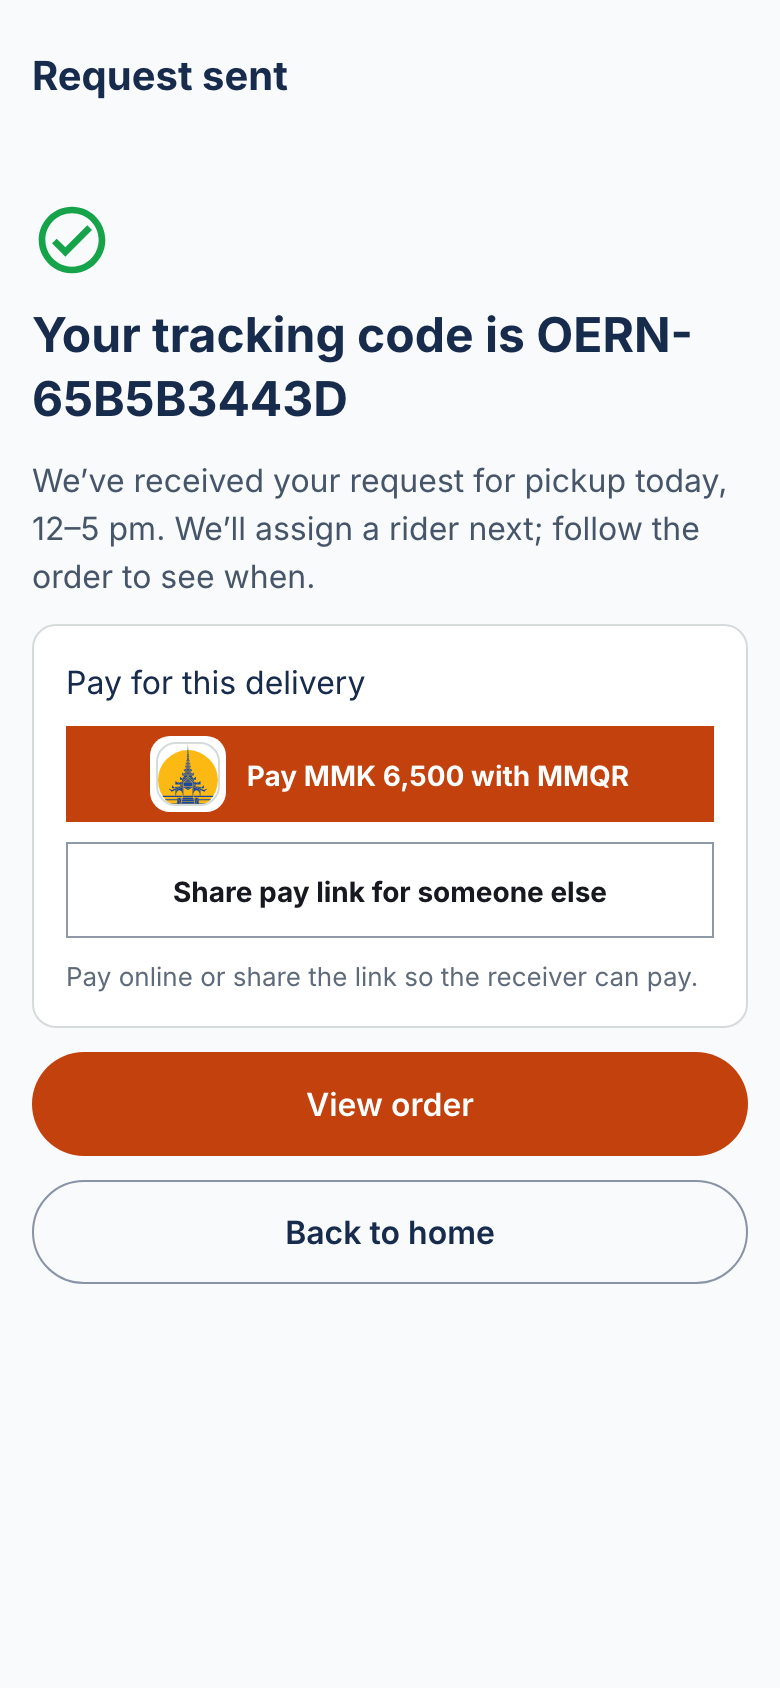 Request sent
Your tracking code is OERN-
65B5B3443D
We’ve received your request for pickup today,
12–5 pm. We’ll assign a rider next; follow the
order to see when.
Pay for this delivery
Pay MMK 6,500 with MMQR
Share pay link for someone else
Pay online or share the link so the receiver can pay.
View order
Back to home